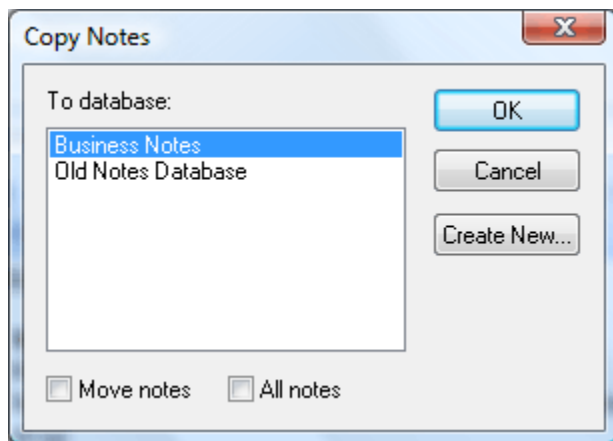 Copy Notes
To database:
Business Notes
Old Notes Database
OK
Cancel
Create New...
Move notes
All notes